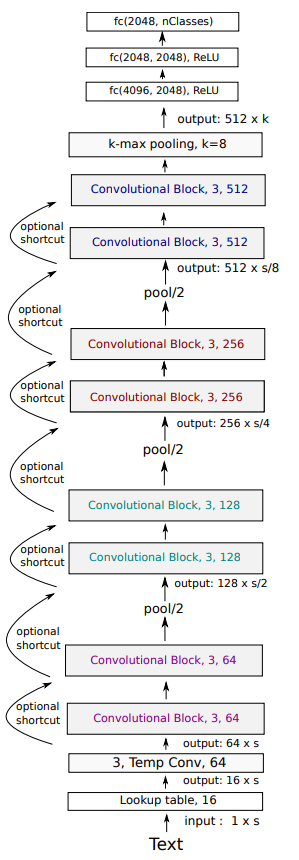 fc(2048, nClasses)
fc(2048, 2048), ReLU
fc(4096, 2048), ReLU
output: 512 x k
k-max pooling, k=8
Convolutional Block, 3, 512
optional
shortcut
Convolutional Block, 3, 512
output: 512 x s/8
pool/2
optional
shortcut
Convolutional Block, 3, 256
optional
shortcut
Convolutional Block, 3, 256
output: 256 x s/4
pool/2
optional
shortcut
Convolutional Block, 3, 128
optional
shortcut
Convolutional Block, 3, 128
output: 128 x s/2
pool/2
optional
shortcut
Convolutional Block, 3, 64
optional
shortcut
Convolutional Block, 3, 64
output: 64 x s
3, Temp Conv, 64
output: 16 x s
Lookup table, 16
input : 1 x s
Text